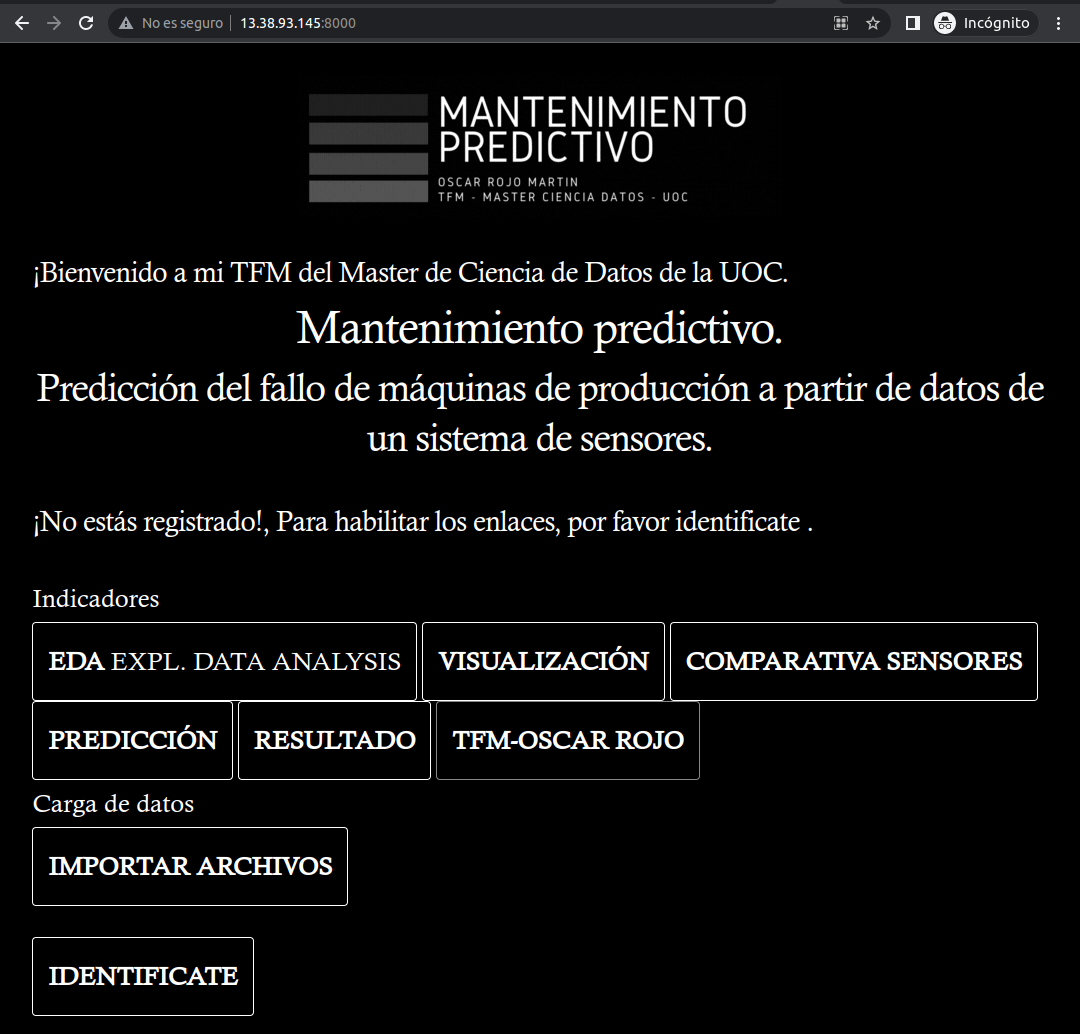 No es seguro 13.38.93.145:8000 Incógnito
MANTENIMIENTO
PREDICTIVO
OSCAR ROJO MARTIN
TFM - MASTER CIENCIA DATOS - UOC
¡Bienvenido a mi TFM del Master de Ciencia de Datos de la UOC.
Mantenimiento predictivo.
Predicción del fallo de máquinas de producción a partir de datos de
un sistema de sensores.
¡No estás registrado!, Para habilitar los enlaces, por favor identificate .
Indicadores
EDA EXPL. DATA ANALYSIS VISUALIZACIÓN COMPARATIVA SENSORES
PREDICCIÓN RESULTADO TFM-OSCAR ROJO
Carga de datos
IMPORTAR ARCHIVOS
IDENTIFICATE